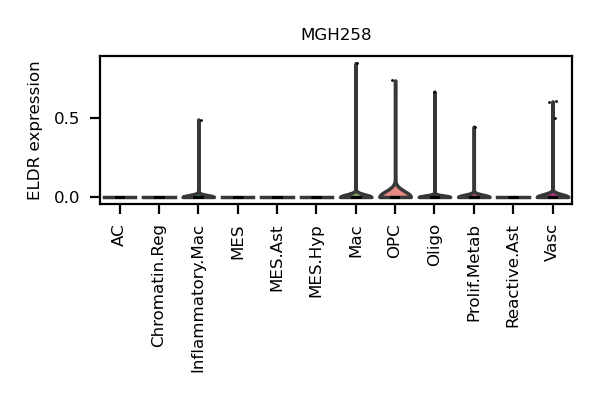 MGH258
ELDR expression
0.5
0.0
AC
Chromatin.Reg
Inflammatory.Mac
MES
MES.Ast
MES.Hyp
Mac
OPC
Oligo
Prolif.Metab
Reactive.Ast
Vasc